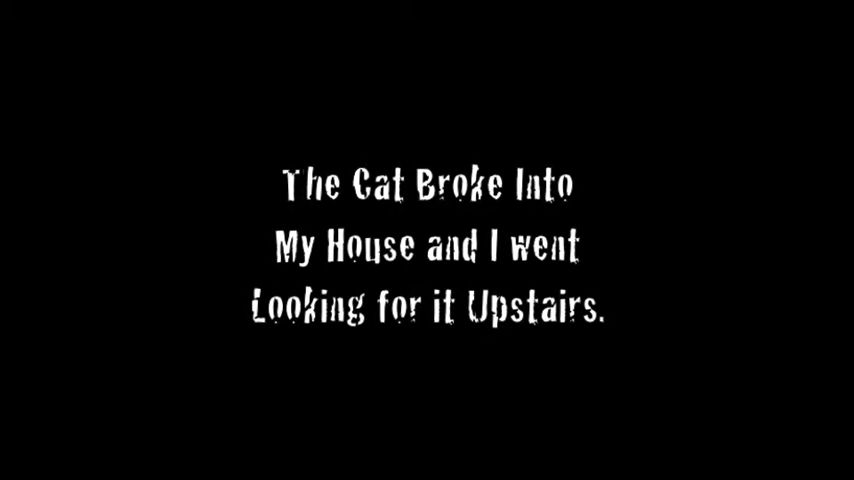 The Cat Broke Into
My House and I went
Looking for it Upstairs.